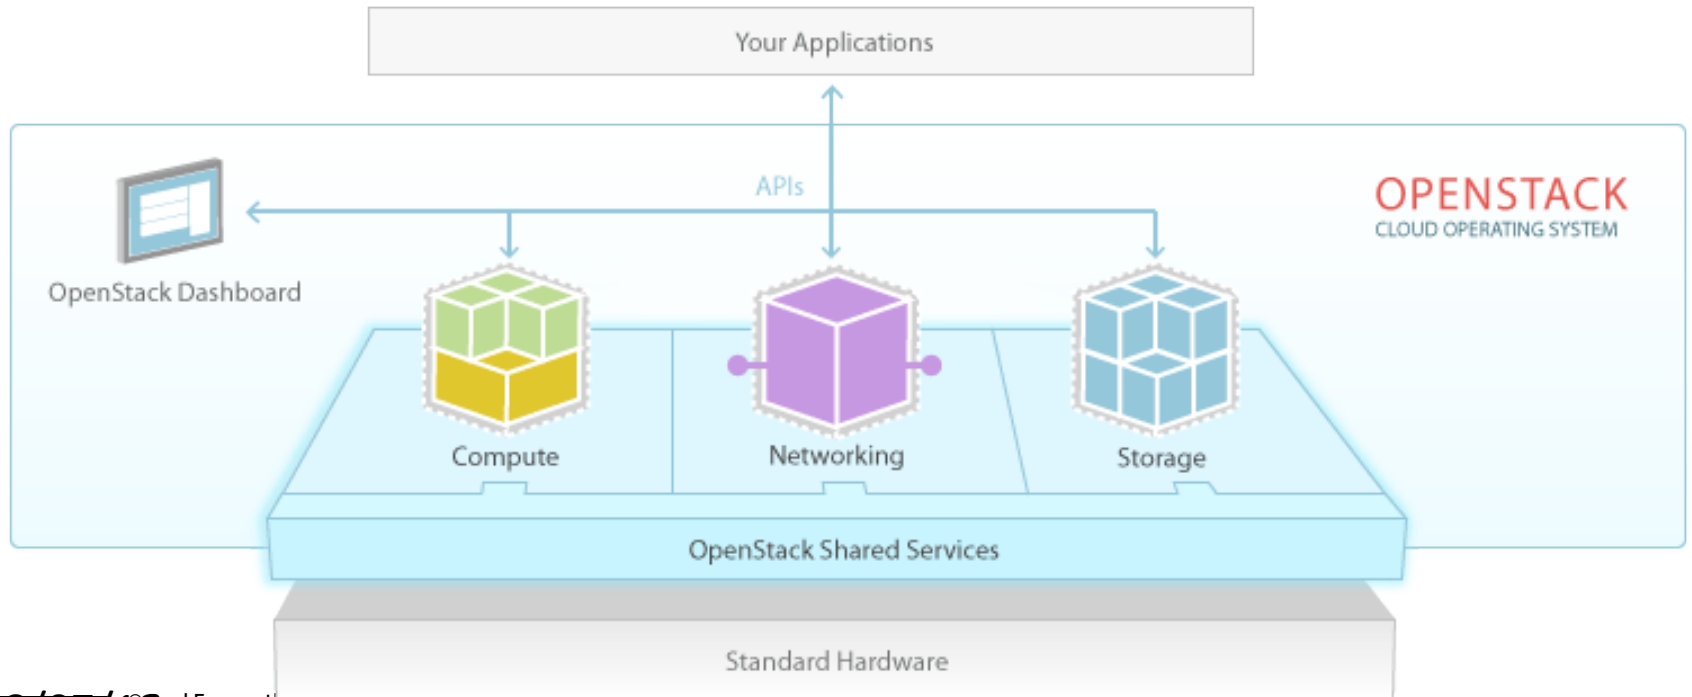 Your Applications
APIs
OPENSTACK
CLOUD OPERATING SYSTEM
OpenStack Dashboard
Compute
Networking
Storage
OpenStack Shared Services
Standard Hardware